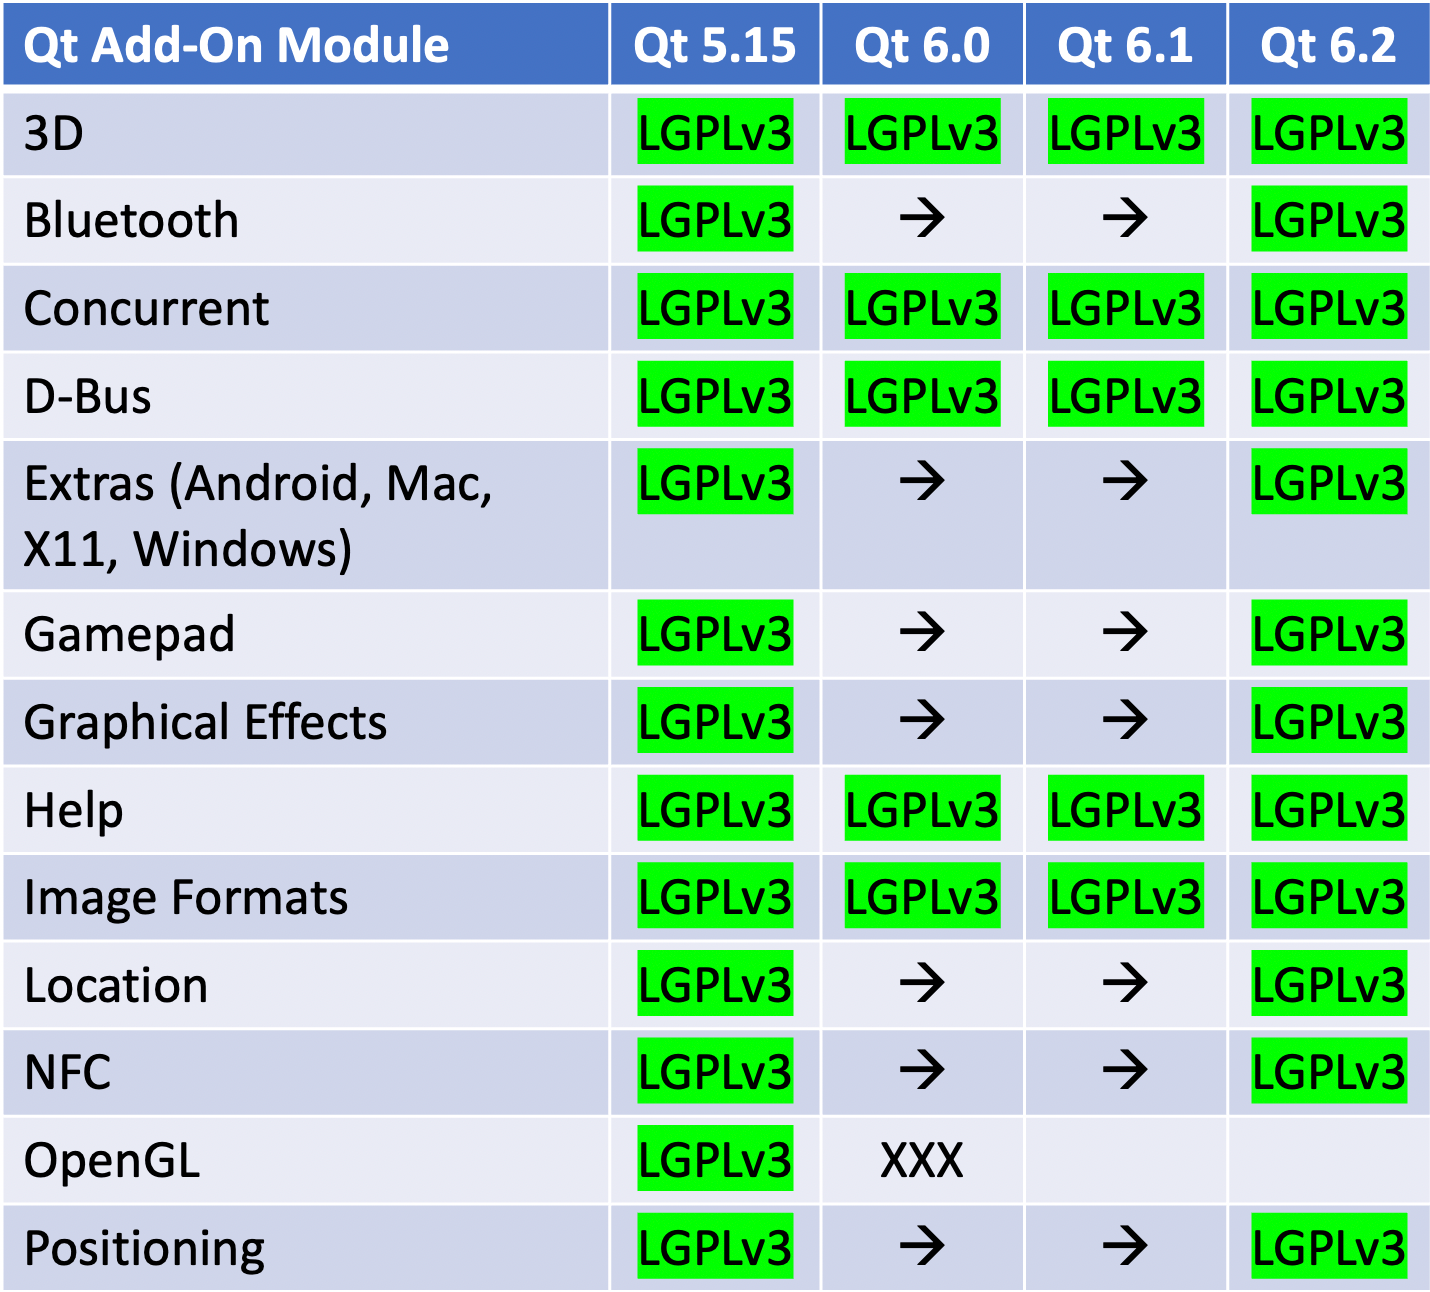 Qt Add-On Module Qt 5.15 Qt 6.0 Qt 6.1 Qt 6.2
3D LGPLv3 LGPLv3 LGPLv3 LGPLv3
Bluetooth LGPLv3 → → LGPLv3
Concurrent LGPLv3 LGPLv3 LGPLv3 LGPLv3
D-Bus LGPLv3 LGPLv3 LGPLv3 LGPLv3
Extras (Android, Mac, LGPLv3 → → LGPLv3
X11, Windows)
Gamepad LGPLv3 → → LGPLv3
Graphical Effects LGPLv3 → → LGPLv3
Help LGPLv3 LGPLv3 LGPLv3 LGPLv3
Image Formats LGPLv3 LGPLv3 LGPLv3 LGPLv3
Location LGPLv3 → → LGPLv3
NFC LGPLv3 → → LGPLv3
OpenGL LGPLv3 XXX
Positioning LGPLv3 → → LGPLv3